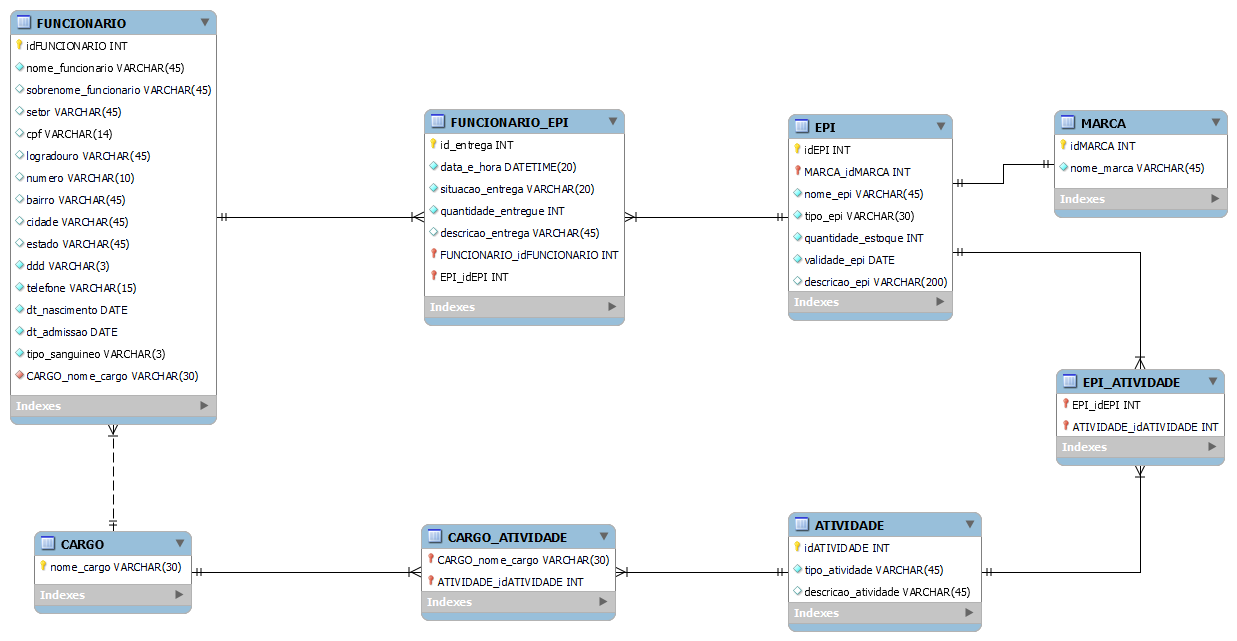 FUNCIONARIO
idFUNCIONARIO INT
nome_funcionario VARCHAR(45)
sobrenome_funcionario VARCHAR(45)
setor VARCHAR(45)
cpf VARCHAR(14)
logradouro VARCHAR(45)
numero VARCHAR(10)
bairro VARCHAR(45)
cidade VARCHAR(45)
estado VARCHAR(45)
ddd VARCHAR(3)
telefone VARCHAR(15)
dt_nascimento DATE
dt_admissao DATE
tipo_sanguineo VARCHAR(3)
CARGO_nome_cargo VARCHAR(30)
Indexes
FUNCIONARIO_EPI
id_entrega INT
data_e_hora DATETIME(20)
situacao_entrega VARCHAR(20)
quantidade_entregue INT
descricao_entrega VARCHAR(45)
FUNCIONARIO_idFUNCIONARIO INT
EPI_idEPI INT
Indexes
EPI
idEPI INT
MARCA_idMARCA INT
nome_epi VARCHAR(45)
tipo_epi VARCHAR(30)
quantidade_estoque INT
validade_epi DATE
descricao_epi VARCHAR(200)
Indexes
MARCA
idMARCA INT
nome_marca VARCHAR(45)
Indexes
EPI_ATIVIDADE
EPI_idEPI INT
ATIVIDADE_idATIVIDADE INT
Indexes
CARGO
nome_cargo VARCHAR(30)
Indexes
CARGO_ATIVIDADE
CARGO_nome_cargo VARCHAR(30)
ATIVIDADE_idATIVIDADE INT
Indexes
ATIVIDADE
idATIVIDADE INT
tipo_atividade VARCHAR(45)
descricao_atividade VARCHAR(45)
Indexes